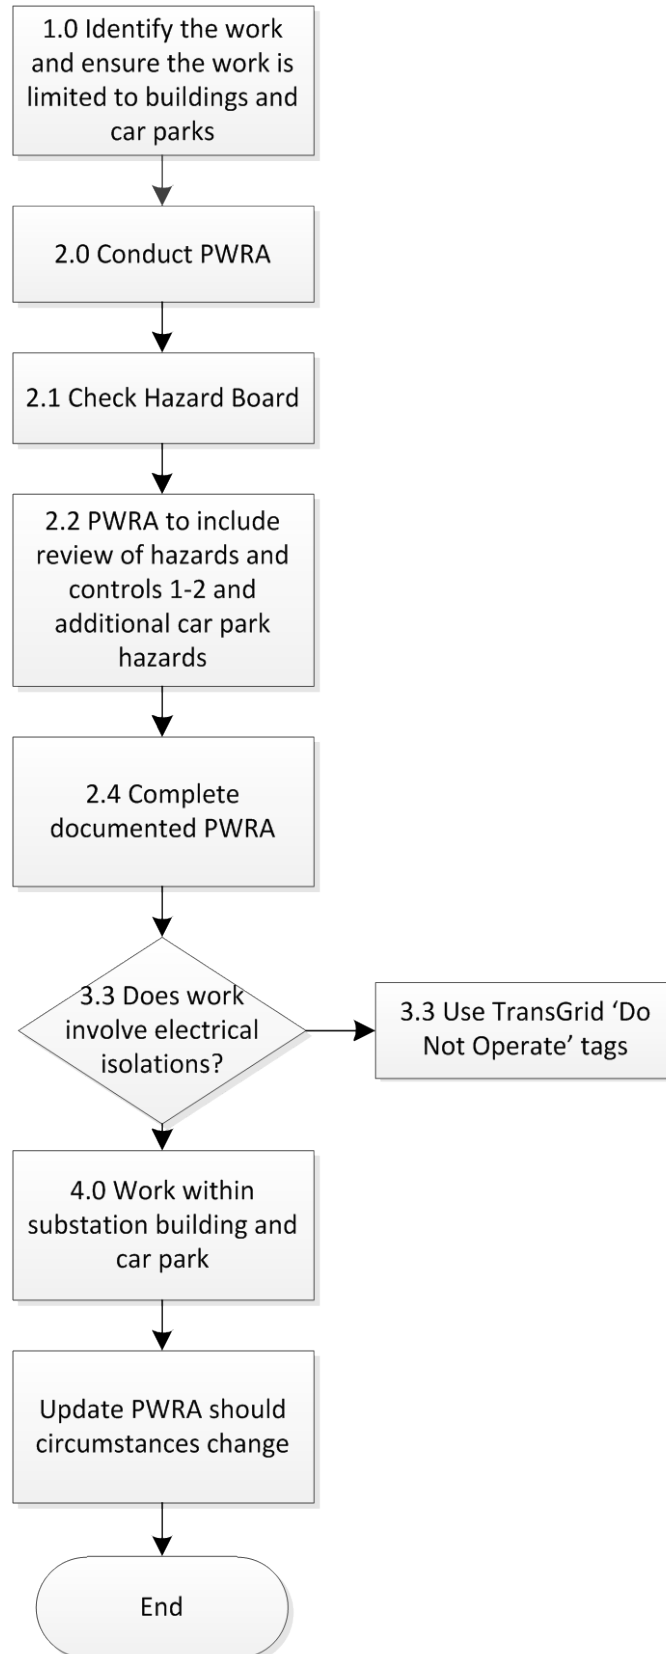 1.0 Identify the work
and ensure the work is
limited to buildings and
car parks
2.0 Conduct PWRA
2.1 Check Hazard Board
2.2 PWRA to include
review of hazards and
controls 1-2 and
additional car park
hazards
2.4 Complete
documented PWRA
3.3 Does work
involve electrical
isolations?
3.3 Use TransGrid ‘Do
Not Operate’ tags
4.0 Work within
substation building and
car park
Update PWRA should
circumstances change
End